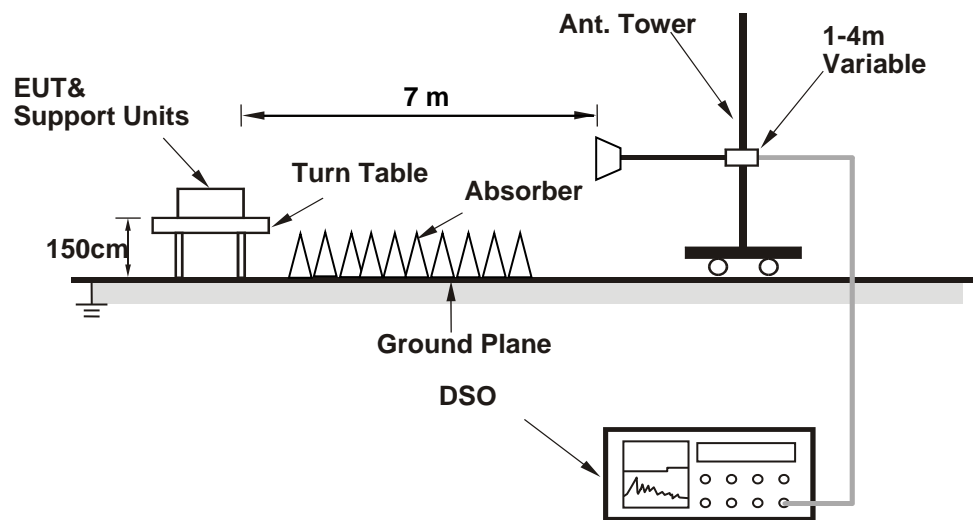 Ant. Tower
1-4m
Variable
EUT&
Support Units
7 m
Turn Table
Absorber
150cm
Ground Plane
DSO